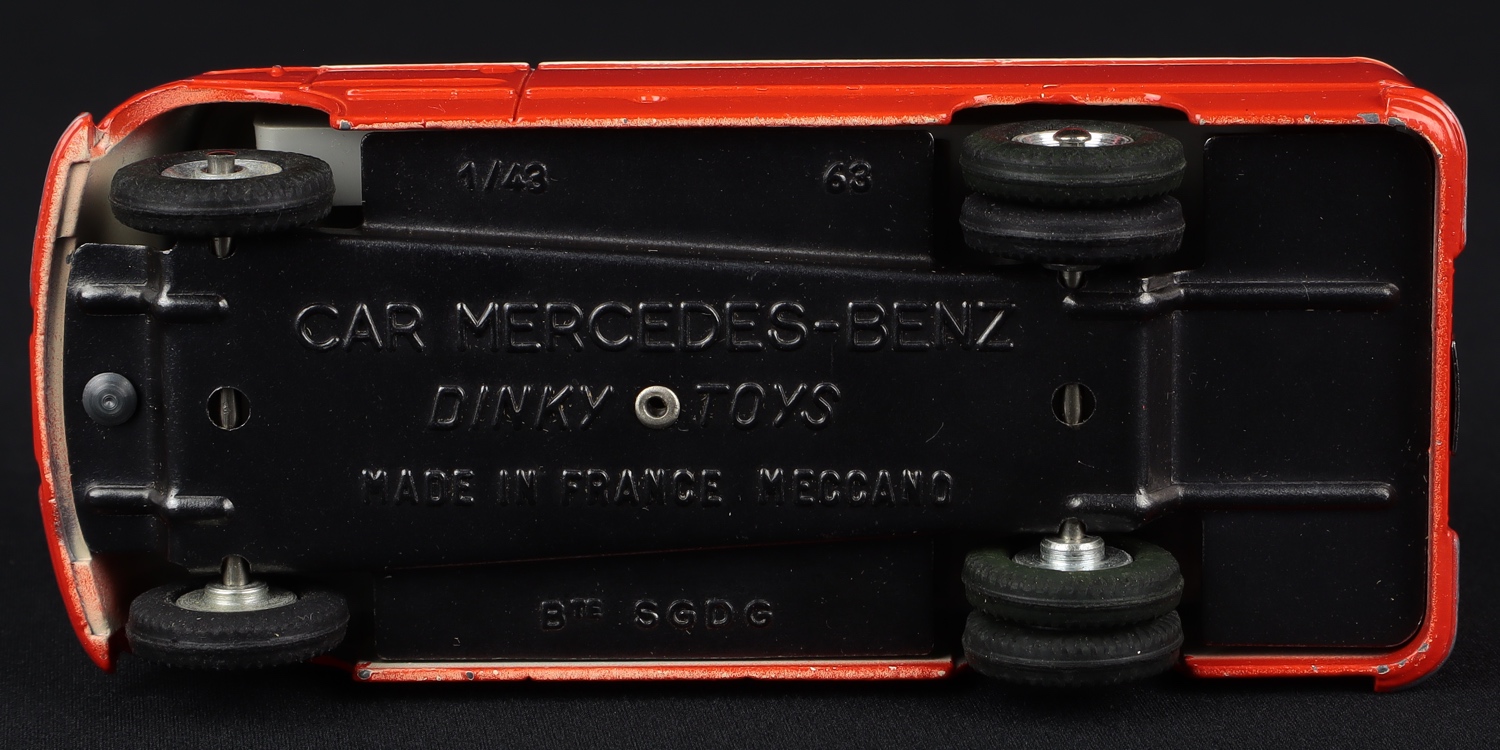 1/43 63
CAR MERCEDES-BENZ
DINKY TOYS
MADE IN FRANCE MECCANO
BTE SGDG